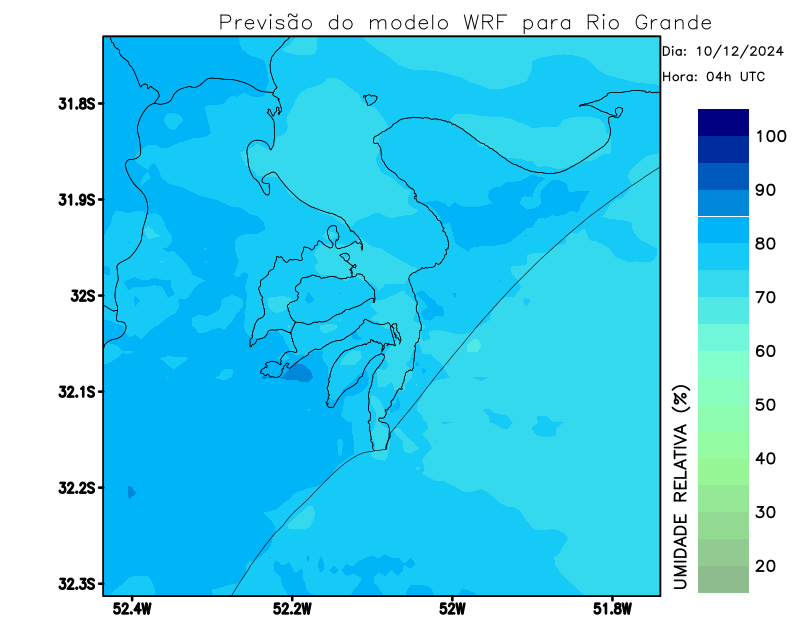 Previsão do modelo WRF para Rio Grande
Dia: 10/12/2024
Hora: 04h UTC
31.8S
31.9S
32S
32.1S
32.2S
32.3S
52.4W
52.2W
52W
51.8W
100
90
80
70
60
50
40
30
20
UMIDADE RELATIVA (%)